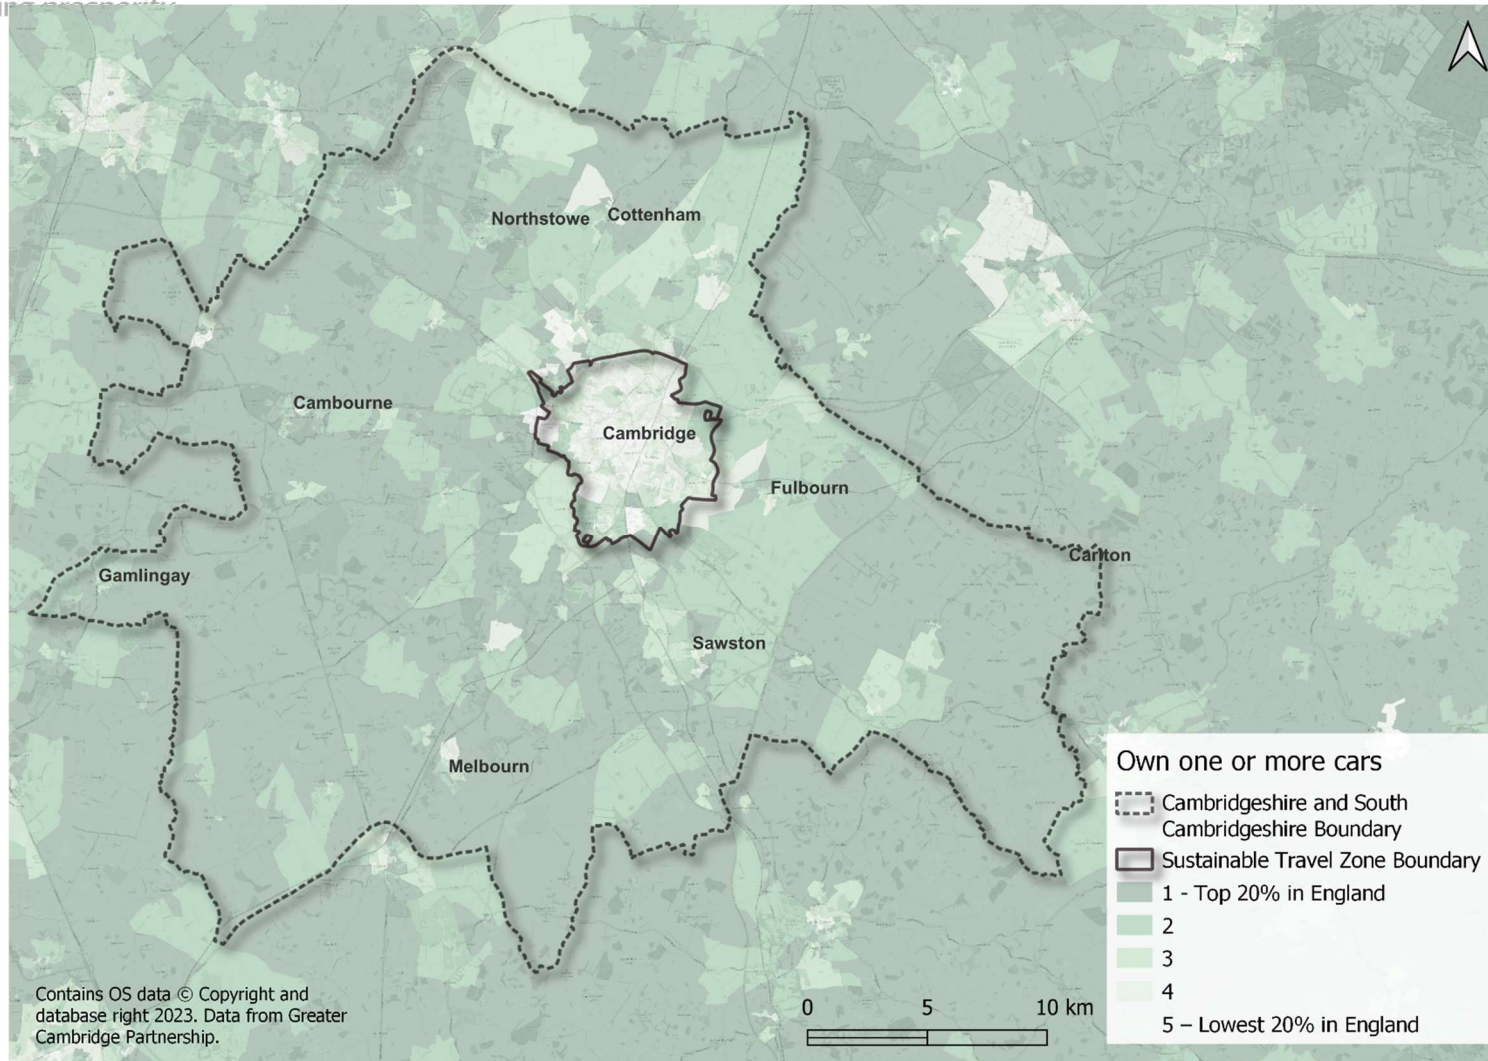 Northstowe Cottenham
Cambourne
Cambridge
Fulbourn
Carlton
Gamlingay
Sawston
Melbourn
Own one or more cars
Cambridgeshire and South
Cambridgeshire Boundary
Sustainable Travel Zone Boundary
1 - Top 20% in England
2
3
4
5 – Lowest 20% in England
0 5 10 km
Contains OS data © Copyright and
database right 2023. Data from Greater
Cambridge Partnership.